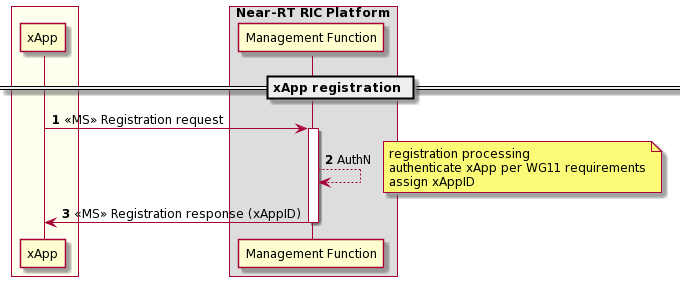 Near-RT RIC Platform
xApp
Management Function
xApp registration
1 «MS» Registration request
2 AuthN
registration processing
authenticate xApp per WG11 requirements
assign xAppID
3 «MS» Registration response (xAppID)
xApp
Management Function